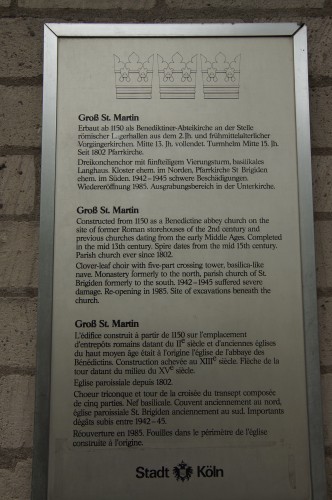 Groß St. Martin
Erbaut ab 1150 als Benediktiner-Abteikirche an der Stelle
römischer Lagerhallen aus dem 2. Jh. und frühmittelalterlicher
Vorgängerkirchen. Mitte 13. Jh. vollendet. Turmhelm Mitte 15. Jh.
Seit 1802 Pfarrkirche.
Dreikonchenchor mit fünfteiligem Vierungsturm, basilikales
Langhaus. Kloster ehem. im Norden, Pfarrkirche St. Brigiden
ehem. im Süden. 1942-1945 schwere Beschädigungen.
Wiedereröffnung 1985. Ausgrabungsbereich in der Unterkirche.
Groß St. Martin
Constructed from 1150 as a Benedictine abbey church on the
site of former Roman storehouses of the 2nd century and
previous churches dating from the early Middle Ages. Completed
in the mid 13th century. Spire dates from the mid 15th century.
Parish church ever since 1802.
Clover-leaf choir with five-part crossing tower, basilica-like
nave. Monastery formerly to the north, parish church of St.
Brigiden formerly to the south. 1942-1945 suffered severe
damage. Re-opening in 1985. Site of excavations beneath the
church.
Groß St. Martin
L'édifice construit à partir de 1150 sur l'emplacement
d'entrepôts romains datant du IIe siècle et d'anciennes églises
du haut moyen âge était à l'origine l'église de l'abbaye des
Bénédictins. Construction achevée au XIIIe siècle. Flèche de la
tour datant du milieu du XVe siècle.
Eglise paroissiale depuis 1802.
Choeur triconque et tour de la croisée du transept composée
de cinq parties. Nef basilicale. Couvent anciennement au nord,
église paroissiale St. Brigiden anciennement au sud. Importants
dégâts subis entre 1942-45.
Réouverture en 1985. Fouilles dans le périmètre de l'église
construite à l'origine.
Stadt Köln